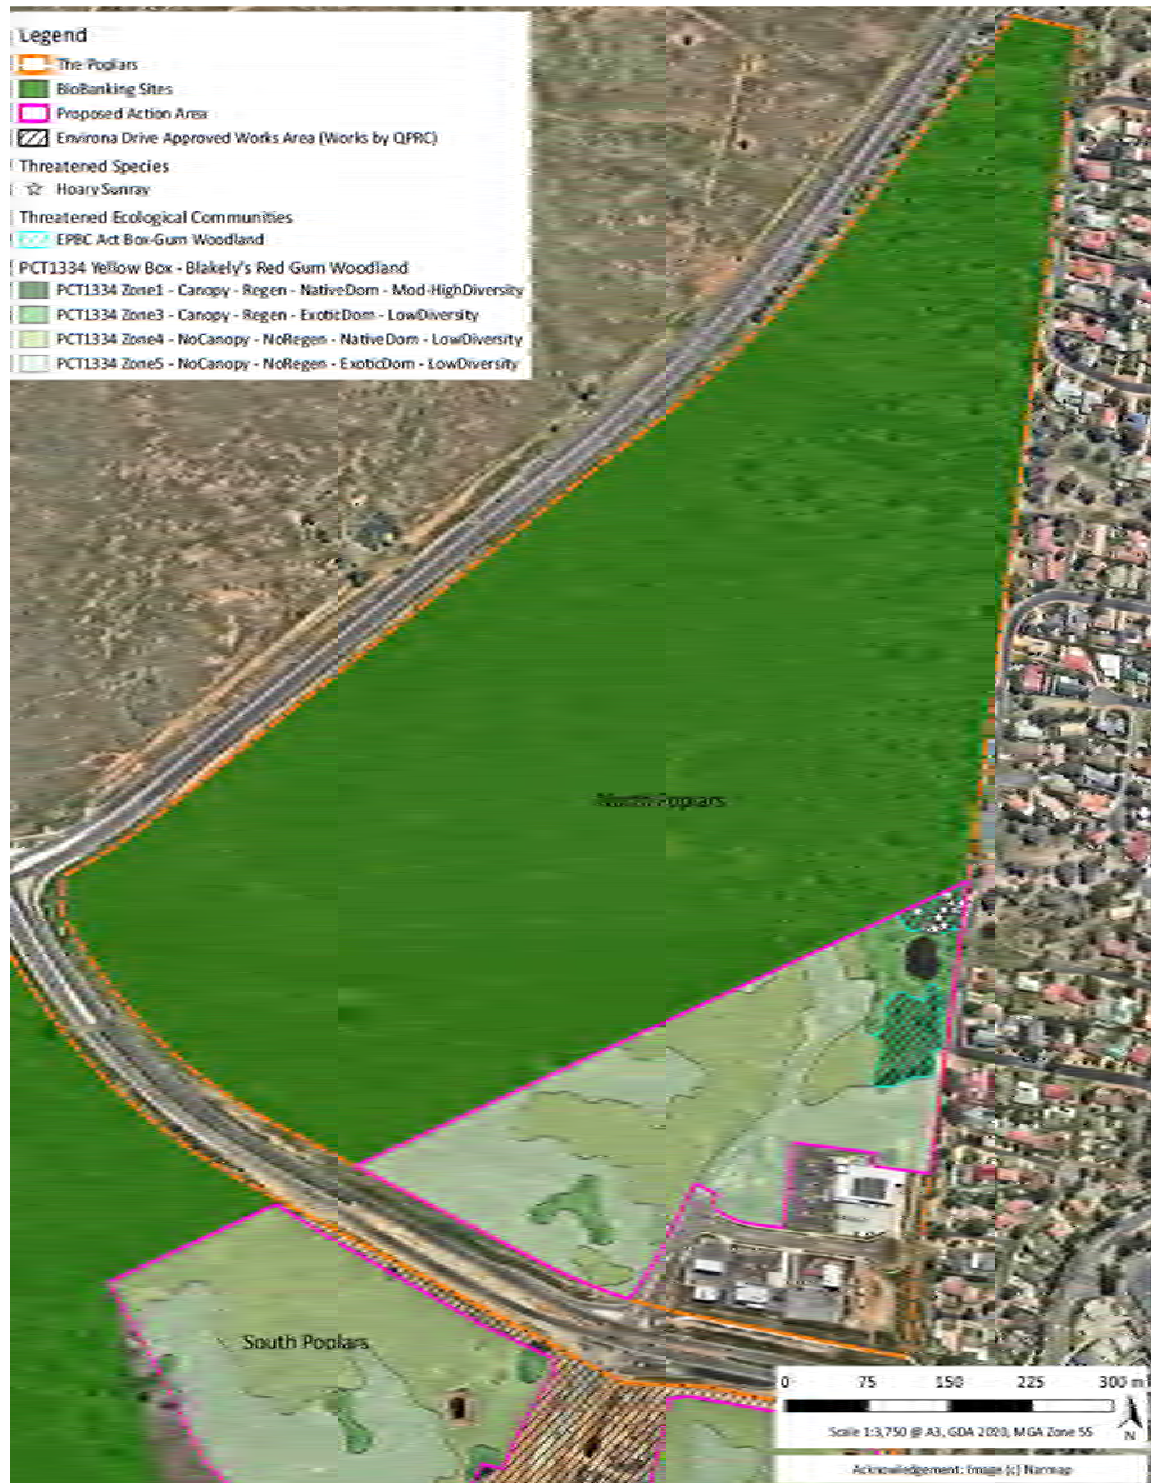 Legend
The Poplars
BioBanking Sites
Proposed Action Area
Environa Drive Approved Works Area (Works by QPRC)
Threatened Species
Hoary Sunray
Threatened Ecological Communities
EPBC Act Box-Gum Woodland
PCT1334 Yellow Box - Blakely's Red Gum Woodland
PCT1334 Zone1 - Canopy - Regen - NativeDom - Mod-HighDiversity
PCT1334 Zone3 - Canopy - Regen - ExoticDom - LowDiversity
PCT1334 Zone4 - NoCanopy - NoRegen - NativeDom - LowDiversity
PCT1334 Zone5 - NoCanopy - NoRegen - ExoticDom - LowDiversity
Poplars
South Poplars
0 75 150 225 300 m
Scale 1:3,750 @ A3, GDA 2020, MGA Zone 55
N
Acknowledgement: Image (c) Nearmap